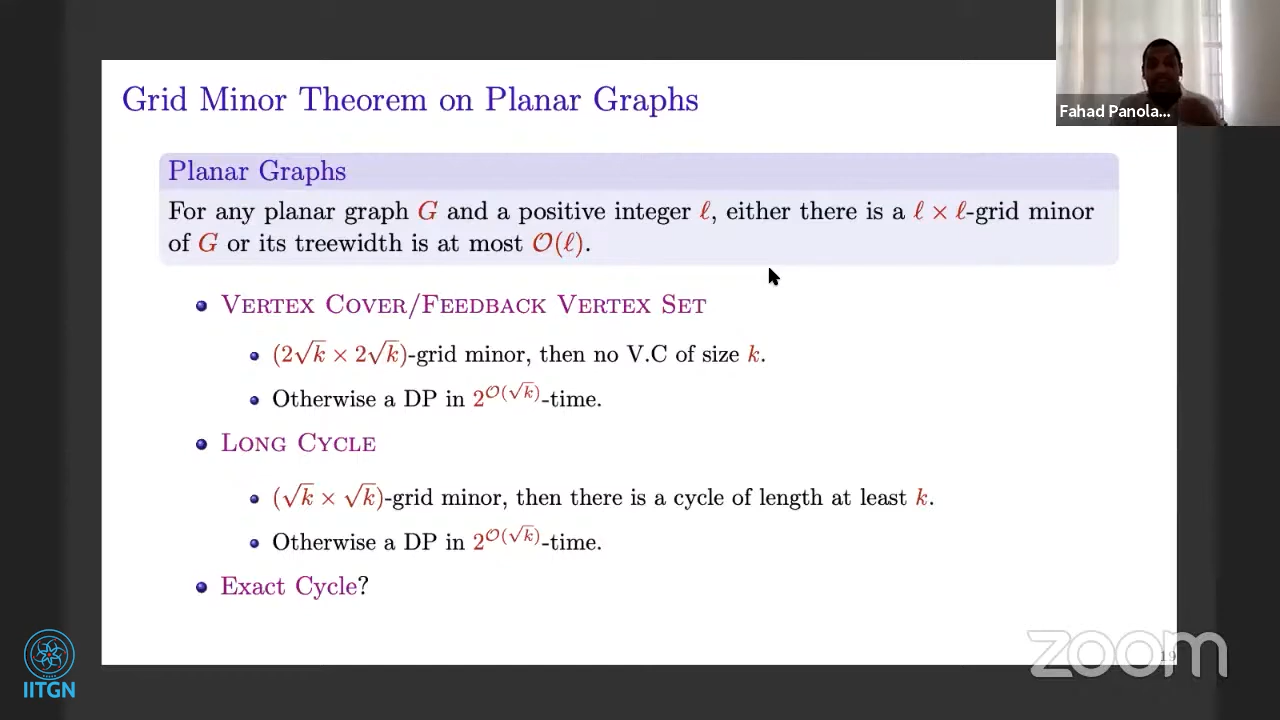 Grid Minor Theorem on Planar Graphs
Fahad Panola...
Planar Graphs
For any planar graph G and a positive integer ℓ, either there is a ℓ × ℓ-grid minor
of G or its treewidth is at most 𝒪(ℓ).
VERTEX COVER/FEEDBACK VERTEX SET
(2√k × 2√k)-grid minor, then no V.C of size k.
Otherwise a DP in 2^𝒪(√k)-time.
LONG CYCLE
(√k × √k)-grid minor, then there is a cycle of length at least k.
Otherwise a DP in 2^𝒪(√k)-time.
Exact Cycle?
zoom
19
IITGN